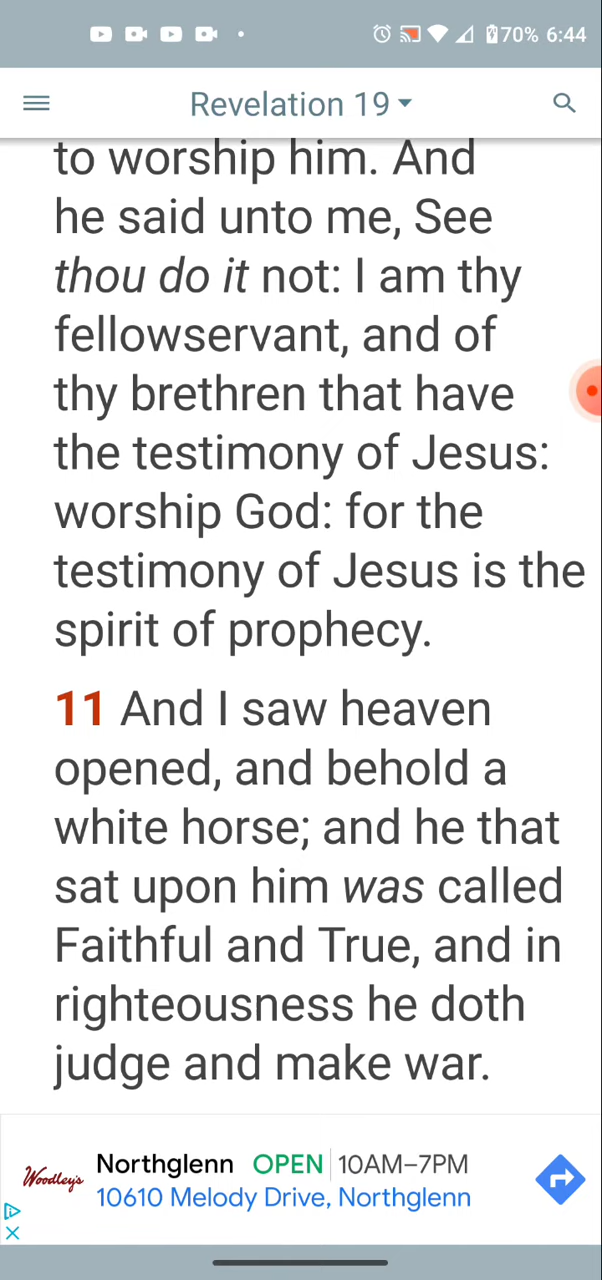 70% 6:44
Revelation 19
to worship him. And
he said unto me, See
thou do it not: I am thy
fellowservant, and of
thy brethren that have
the testimony of Jesus:
worship God: for the
testimony of Jesus is the
spirit of prophecy.
11 And I saw heaven
opened, and behold a
white horse; and he that
sat upon him was called
Faithful and True, and in
righteousness he doth
judge and make war.
Woodley's
Northglenn OPEN 10AM–7PM
10610 Melody Drive, Northglenn